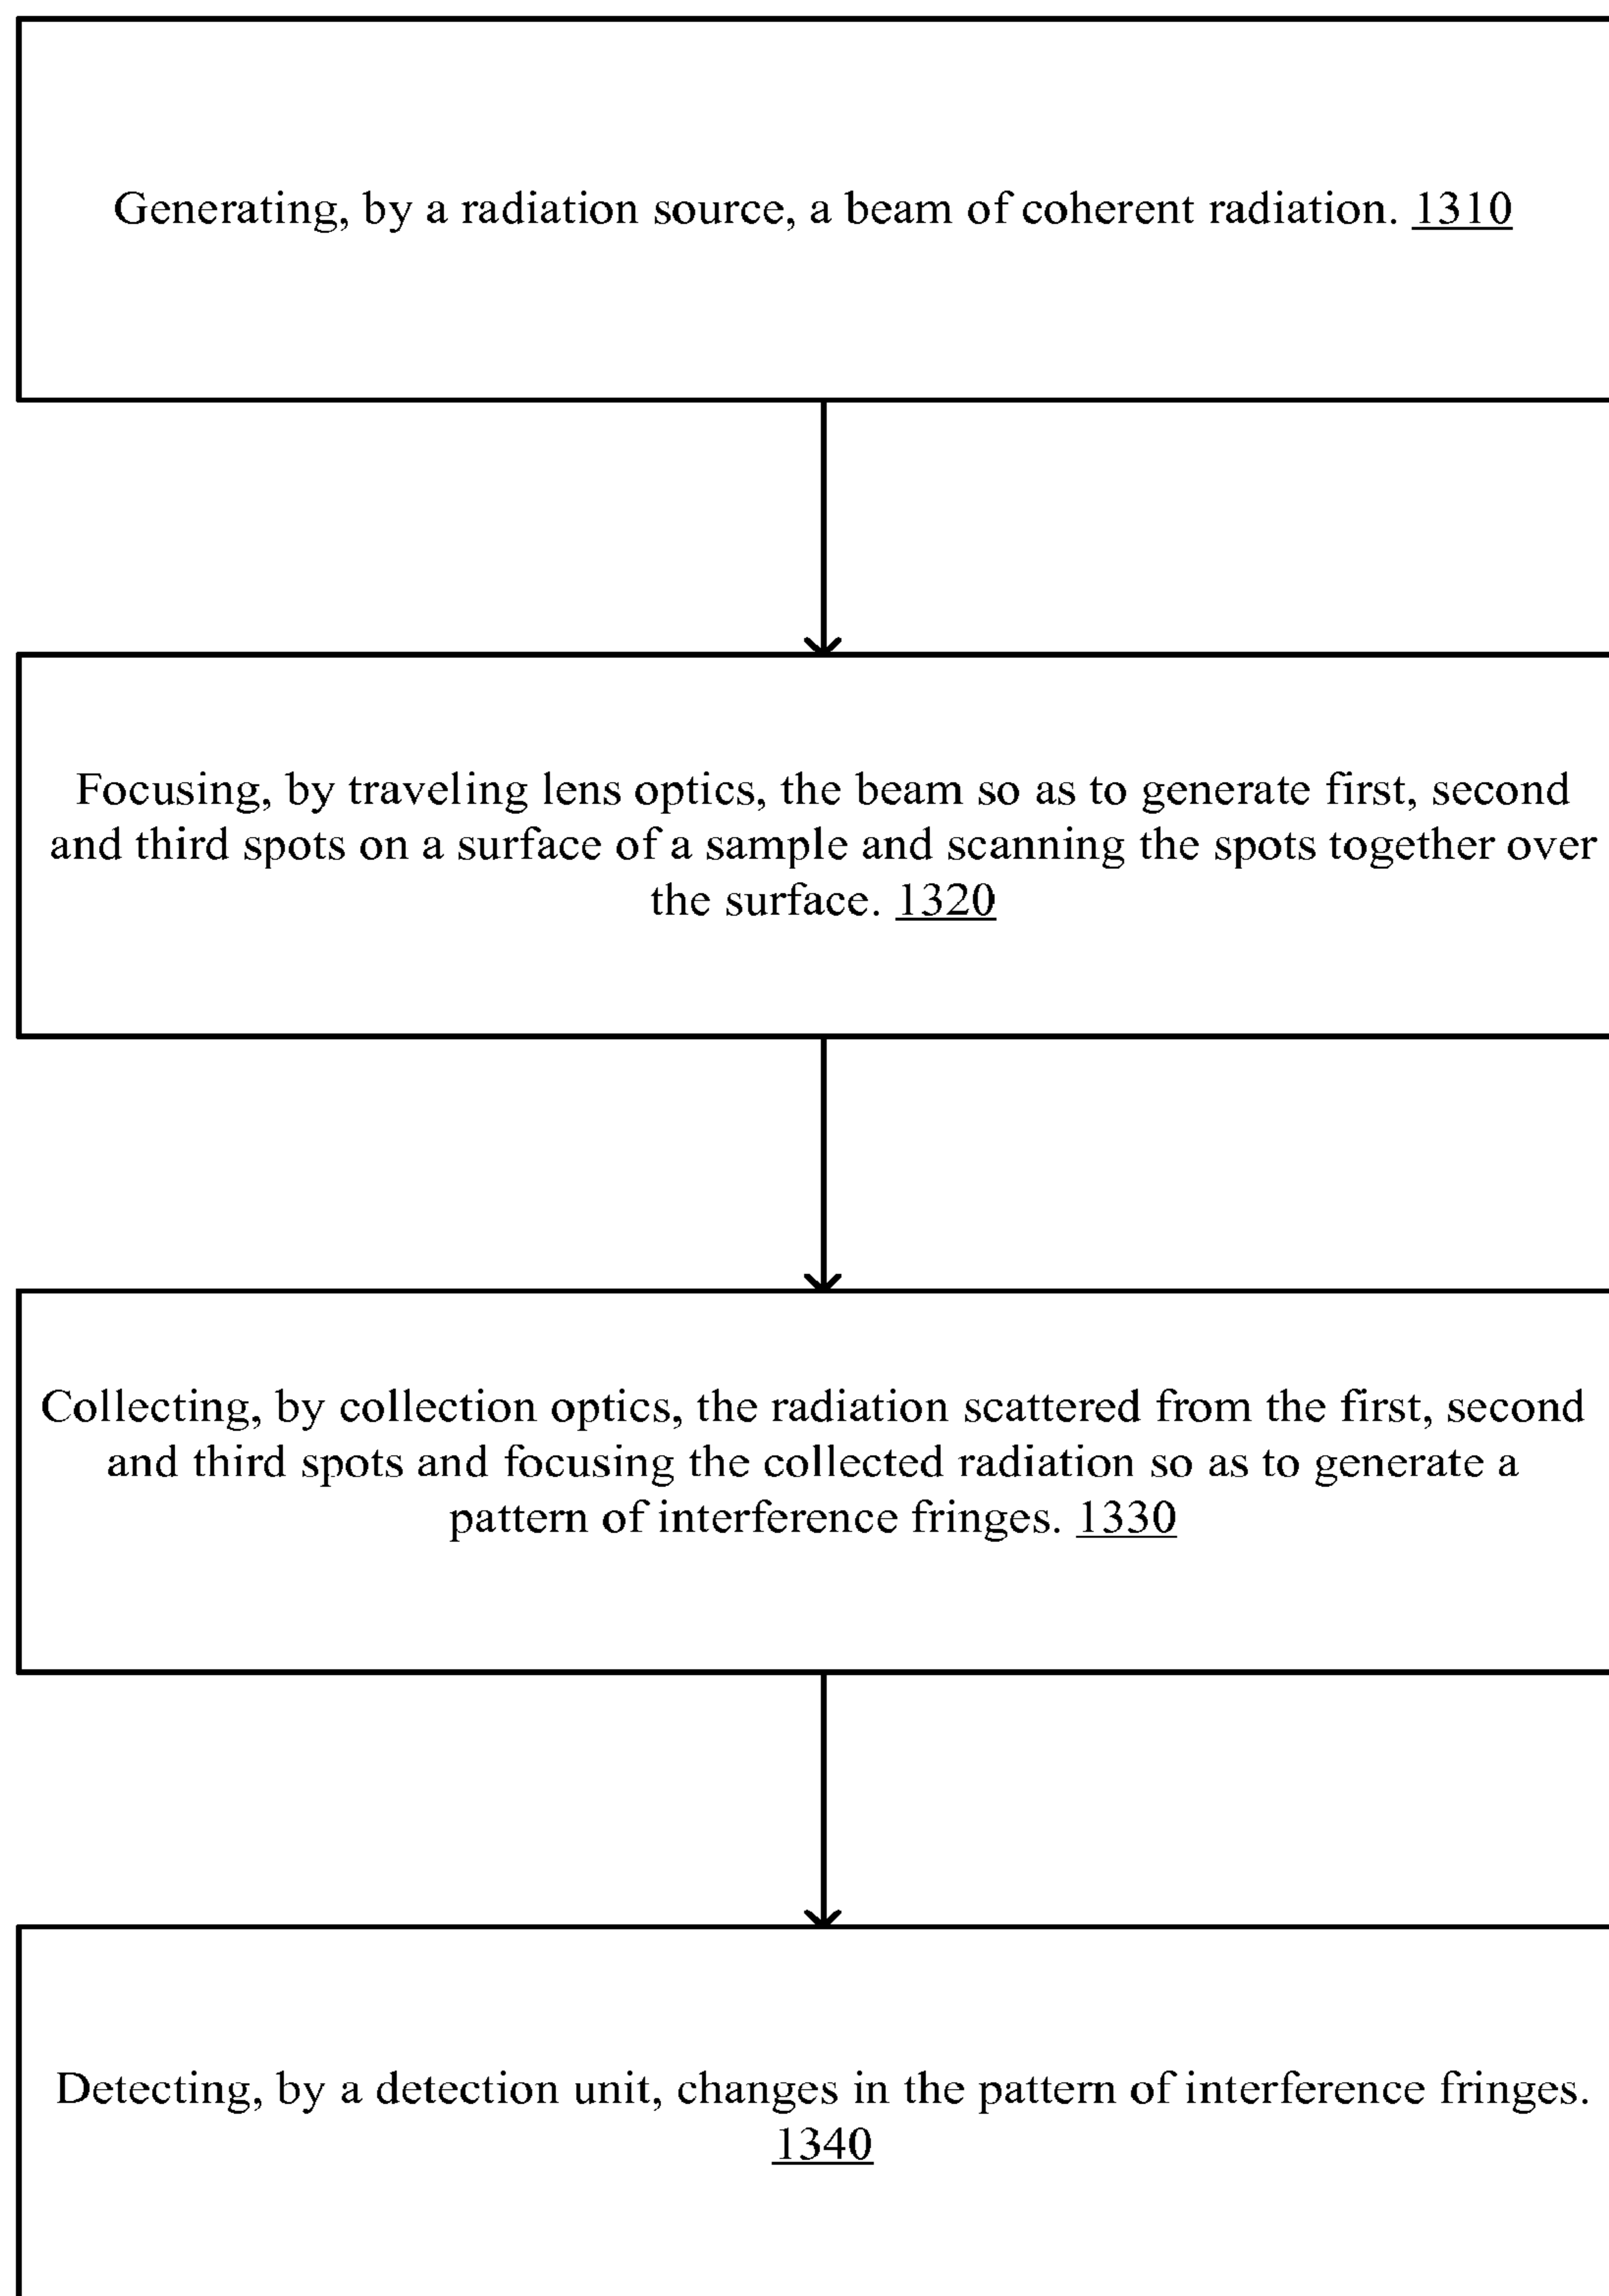 Generating, by a radiation source, a beam of coherent radiation. 1310
Focusing, by traveling lens optics, the beam so as to generate first, second
and third spots on a surface of a sample and scanning the spots together over
the surface. 1320
Collecting, by collection optics, the radiation scattered from the first, second
and third spots and focusing the collected radiation so as to generate a
pattern of interference fringes. 1330
Detecting, by a detection unit, changes in the pattern of interference fringes.
1340